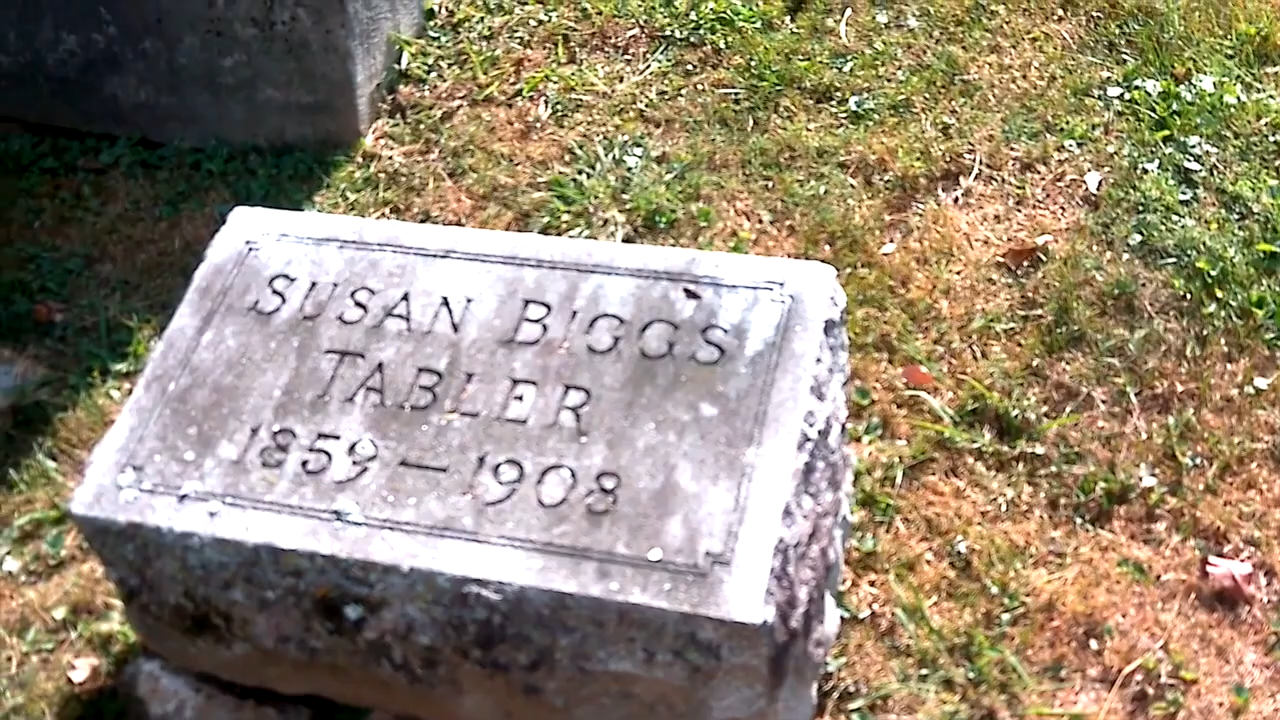 SUSAN BIGGS
TABLER
1859 — 1908